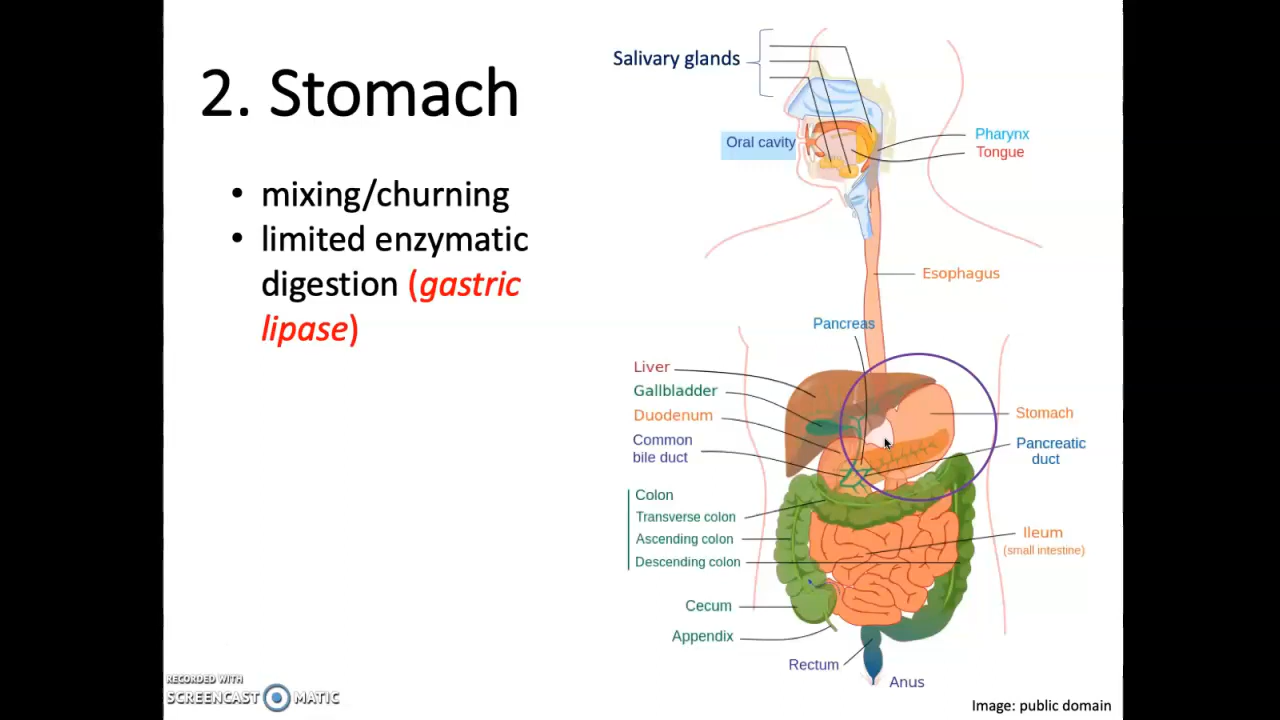 2. Stomach
• mixing/churning
• limited enzymatic
digestion (gastric
lipase)
Salivary glands
Oral cavity
Pharynx
Tongue
Esophagus
Pancreas
Liver
Gallbladder
Duodenum
Common
bile duct
Stomach
Pancreatic
duct
Colon
Transverse colon
Ascending colon
Descending colon
Ileum
(small intestine)
Cecum
Appendix
Rectum
Anus
RECORDED WITH
SCREENCAST MATIC
Image: public domain